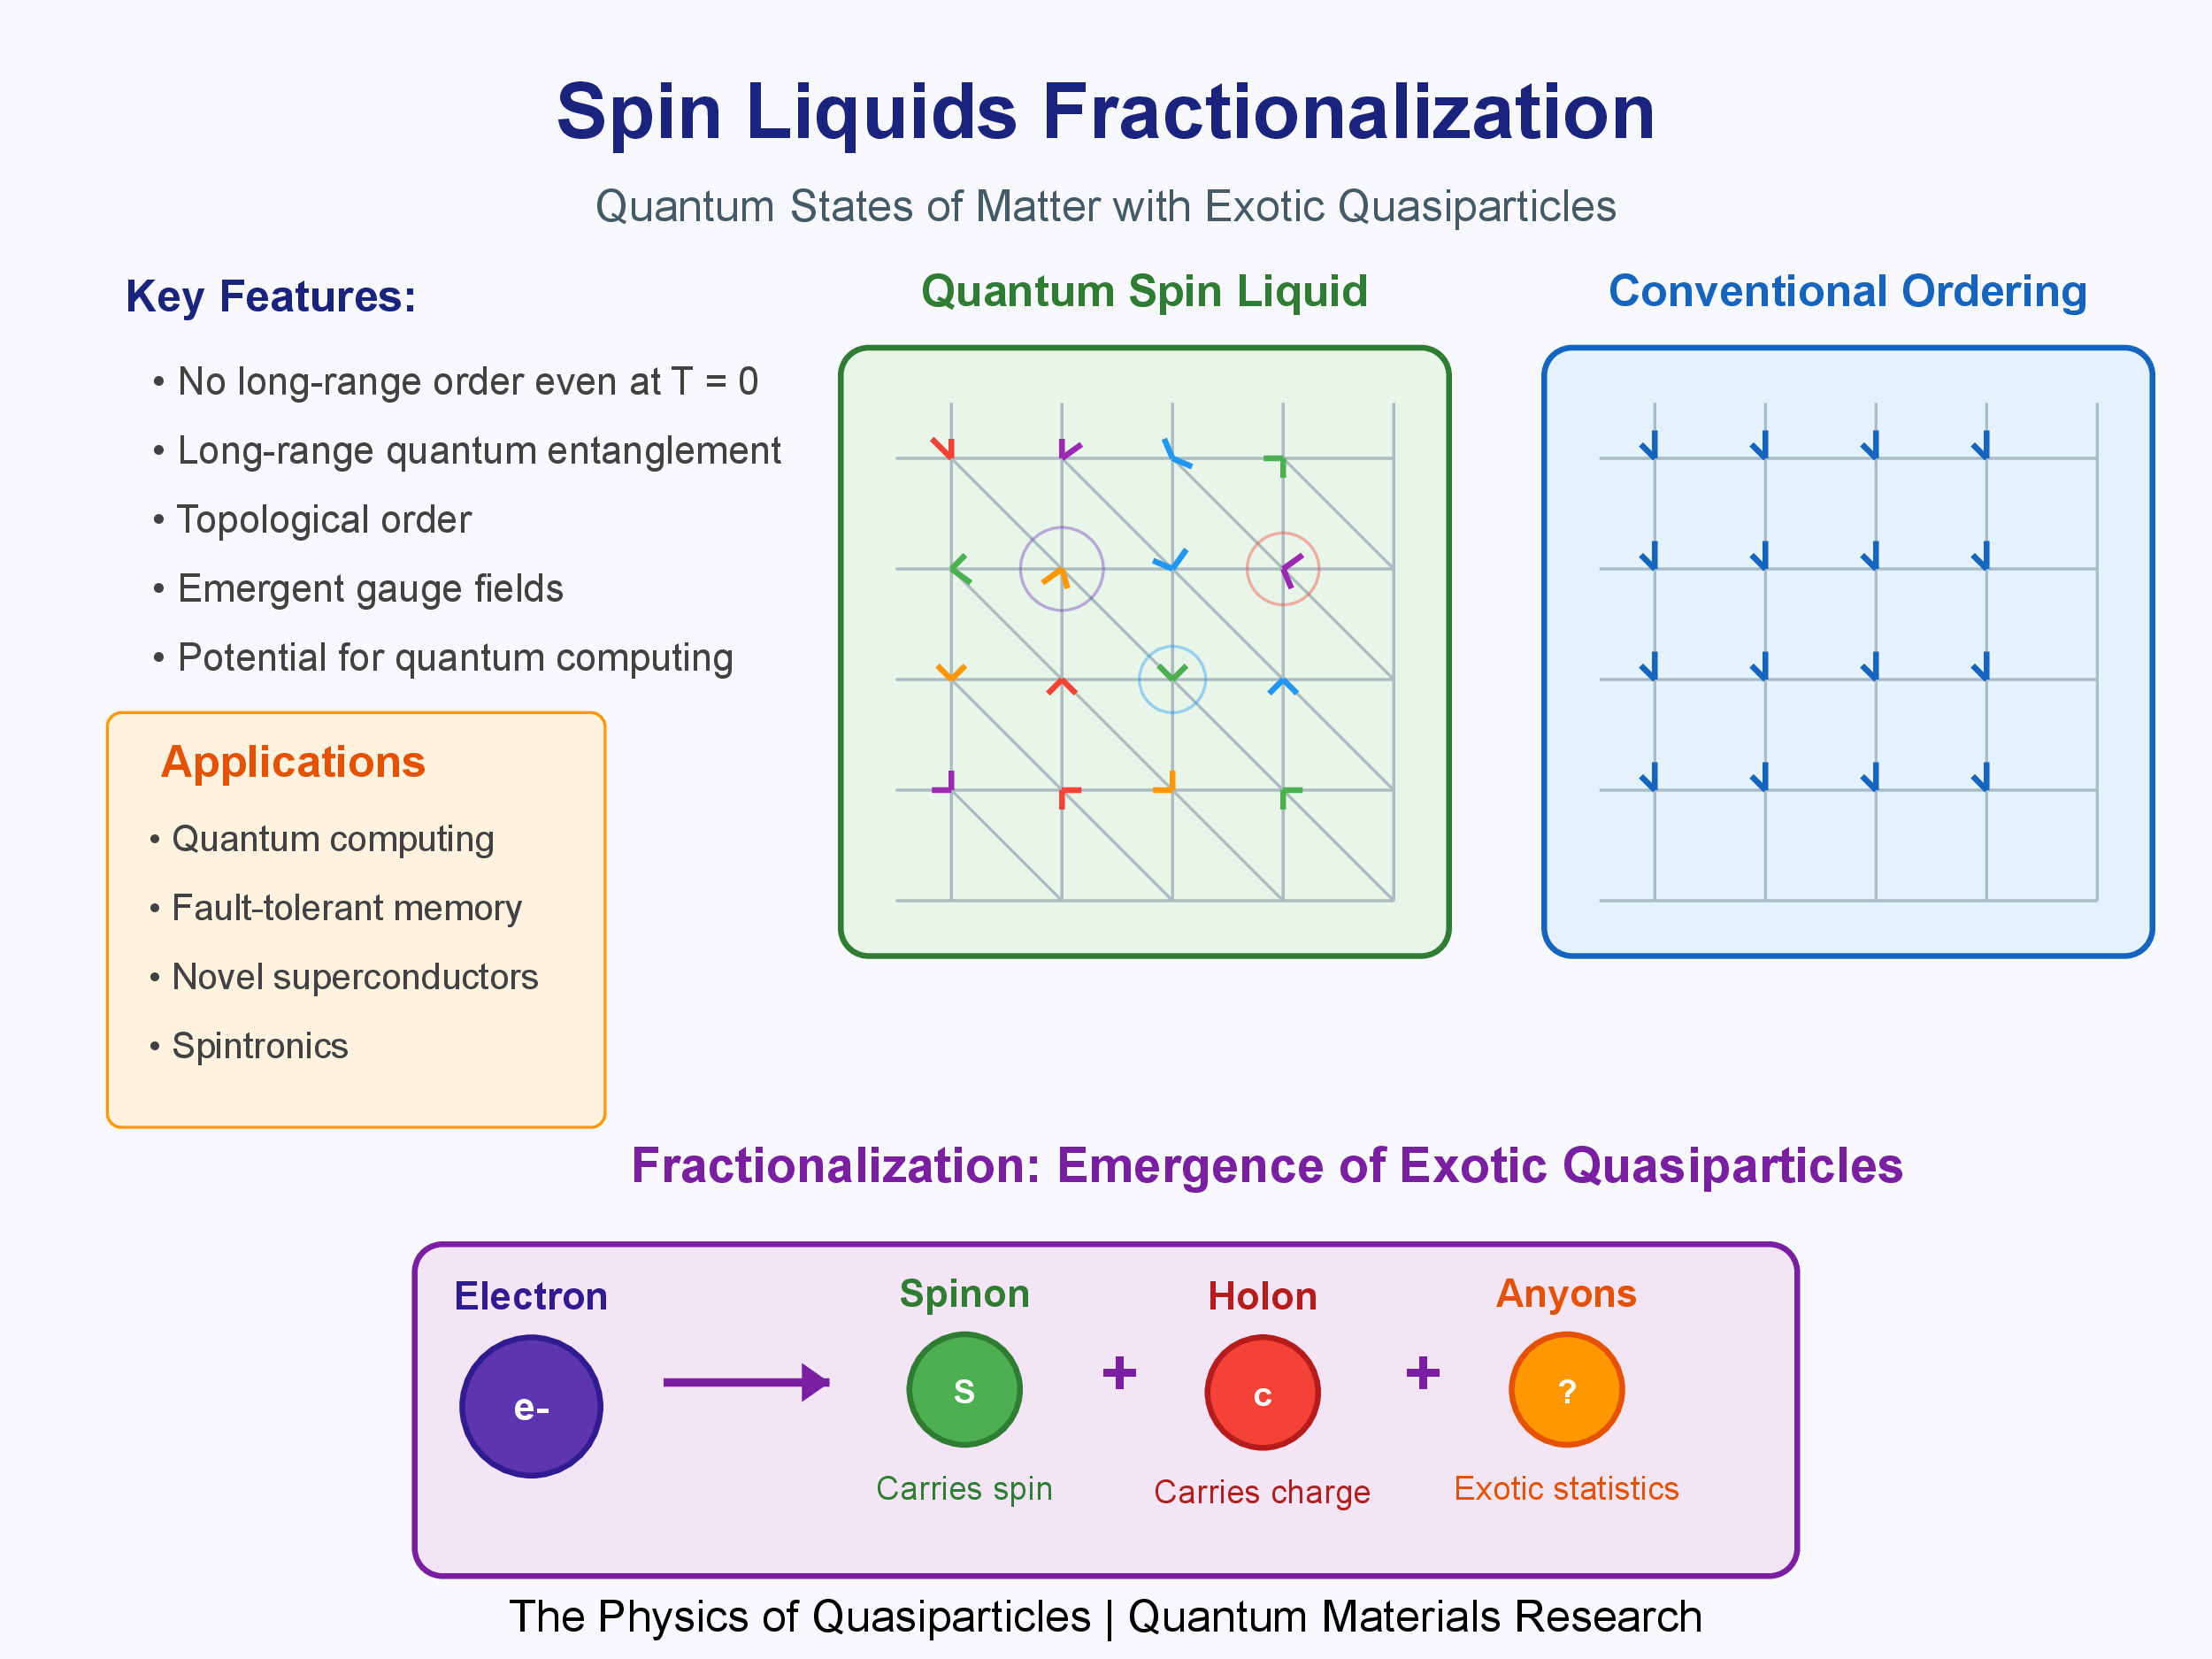 Spin Liquids Fractionalization
Quantum States of Matter with Exotic Quasiparticles
Key Features:
• No long-range order even at T = 0
• Long-range quantum entanglement
• Topological order
• Emergent gauge fields
• Potential for quantum computing
Applications
• Quantum computing
• Fault-tolerant memory
• Novel superconductors
• Spintronics
Quantum Spin Liquid
Conventional Ordering
Fractionalization: Emergence of Exotic Quasiparticles
Electron
e-
Spinon
S
Carries spin
+
Holon
c
Carries charge
+
Anyons
?
Exotic statistics
The Physics of Quasiparticles | Quantum Materials Research